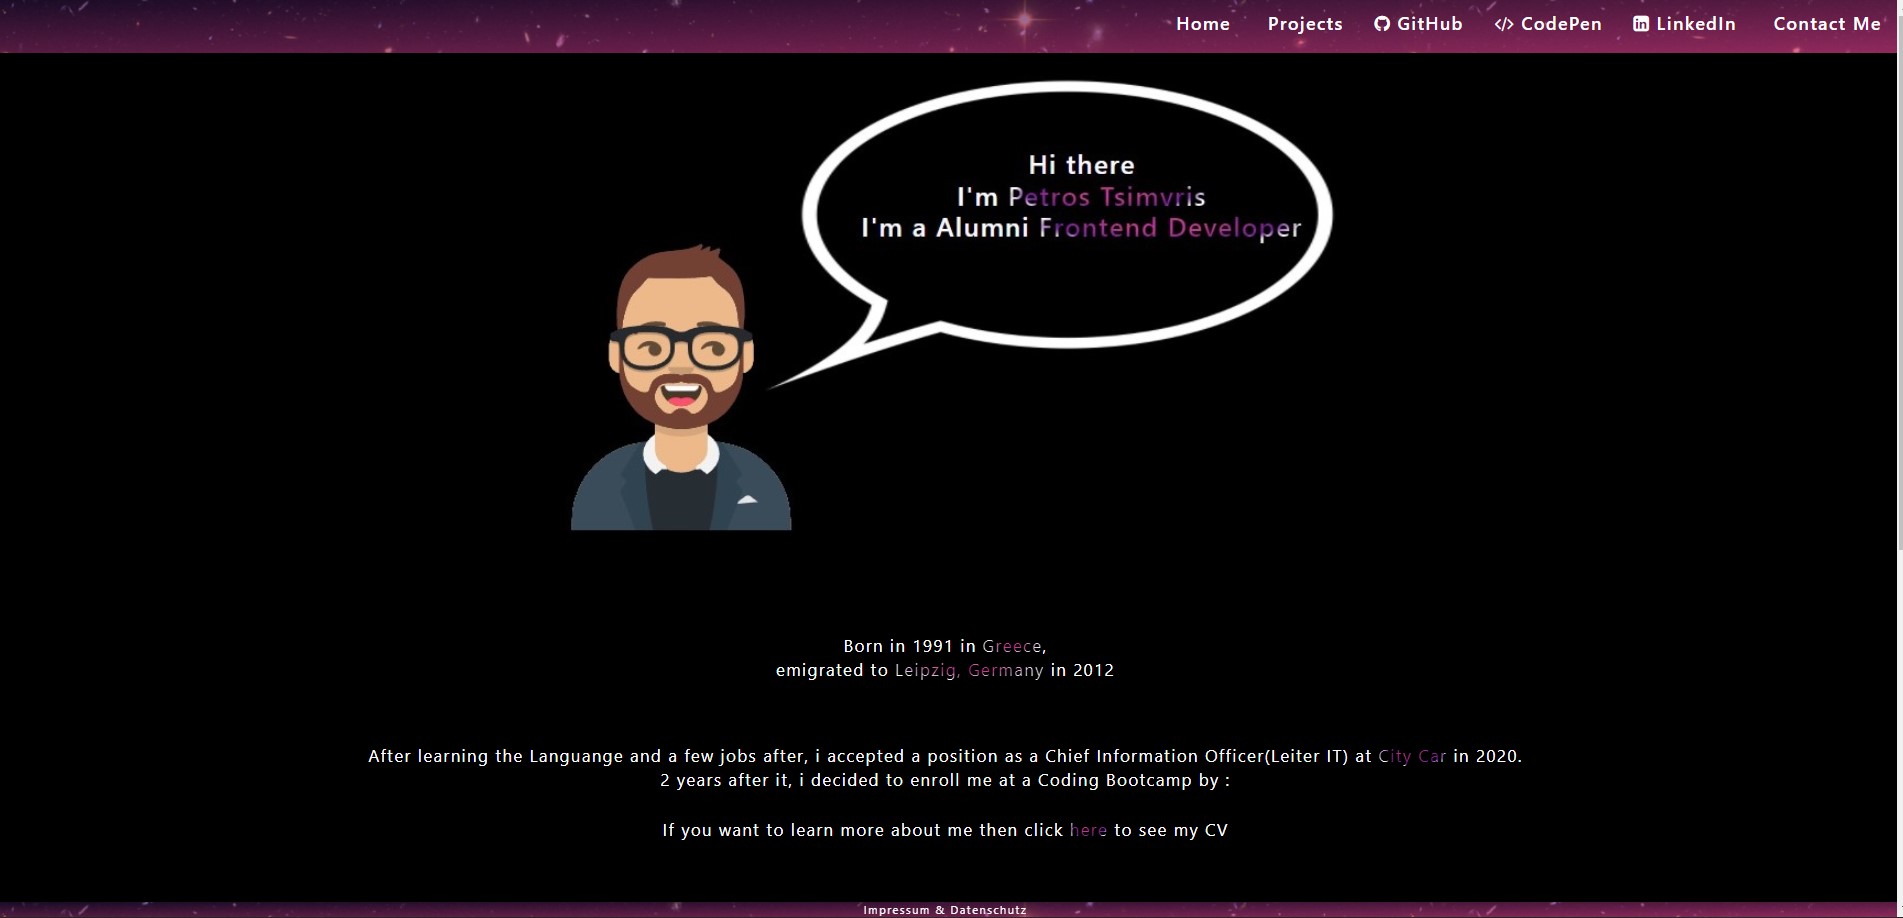 Home Projects GitHub </> CodePen LinkedIn Contact Me
Hi there
I'm Petros Tsimvris
I'm a Alumni Frontend Developer
Born in 1991 in Greece,
emigrated to Leipzig, Germany in 2012
After learning the Languange and a few jobs after, i accepted a position as a Chief Information Officer(Leiter IT) at City Car in 2020.
2 years after it, i decided to enroll me at a Coding Bootcamp by :
If you want to learn more about me then click here to see my CV
Impressum & Datenschutz